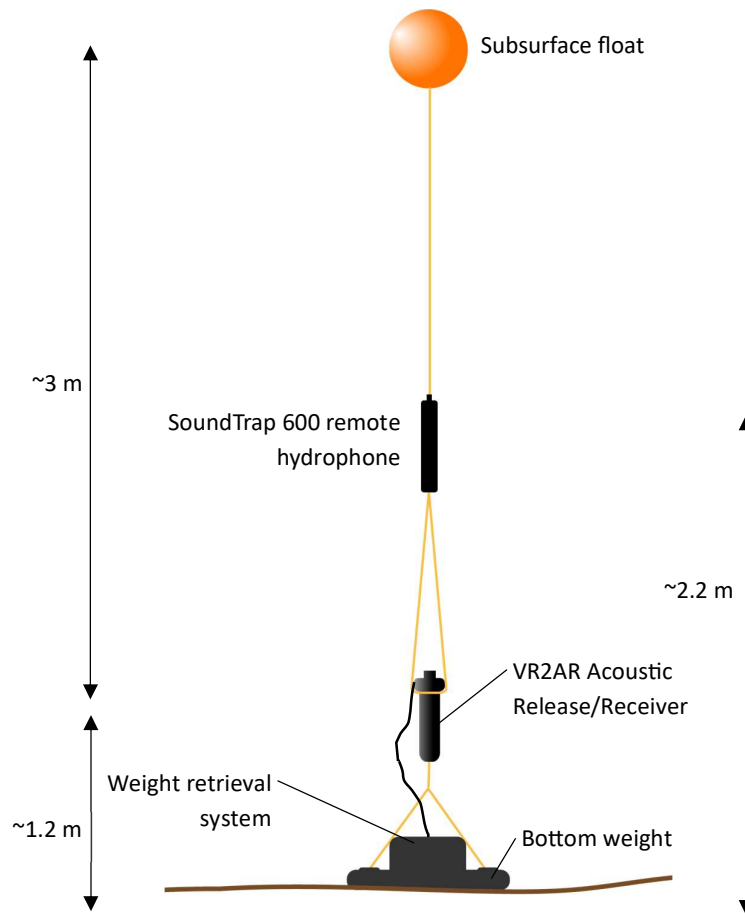 Subsurface float
~3 m
SoundTrap 600 remote
hydrophone
~2.2 m
VR2AR Acoustic
Release/Receiver
Weight retrieval
system
~1.2 m
Bottom weight